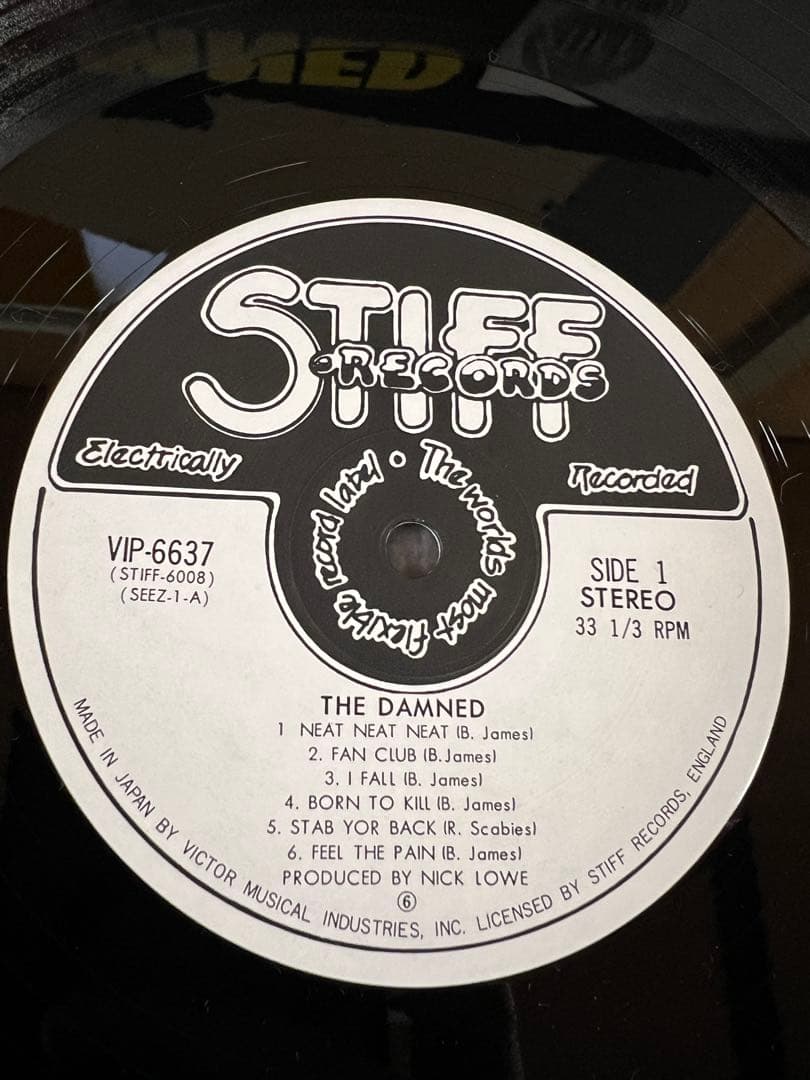 NNED
STIFF
RECORDS
Electrically
Recorded
The worlds most flexible record label
VIP-6637
(STIFF-6008)
(SEEZ-1-A)
SIDE 1
STEREO
33 1/3 RPM
THE DAMNED
1 NEAT NEAT NEAT (B. James)
2. FAN CLUB (B.James)
3. I FALL (B. James)
4. BORN TO KILL (B. James)
5. STAB YOR BACK (R. Scabies)
6. FEEL THE PAIN (B. James)
PRODUCED BY NICK LOWE
⑥
MADE IN JAPAN BY VICTOR MUSICAL INDUSTRIES, INC. LICENSED BY STIFF RECORDS, ENGLAND